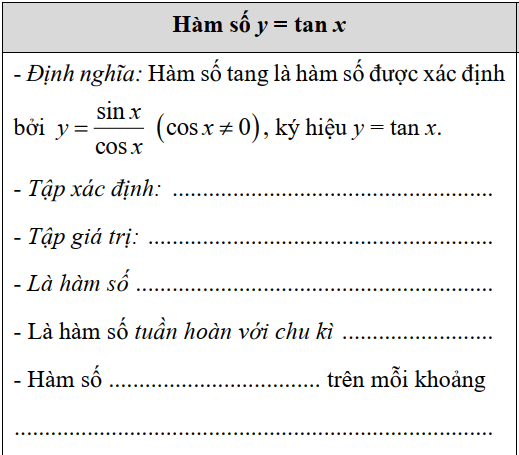 Hàm số y = tan x
- Định nghĩa: Hàm số tang là hàm số được xác định
bởi y = sin x / cos x (cos x ≠ 0), ký hiệu y = tan x.
- Tập xác định: ....................................................
- Tập giá trị: ........................................................
- Là hàm số ..........................................................
- Là hàm số tuần hoàn với chu kì .........................
- Hàm số ................................... trên mỗi khoảng
..............................................................................